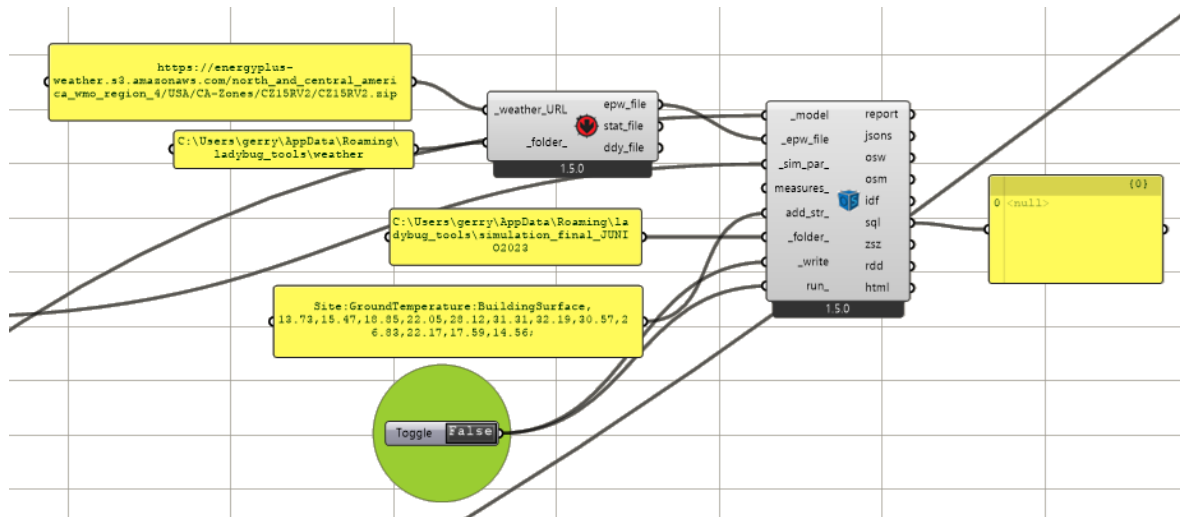 https://energyplus-
weather.s3.amazonaws.com/north_and_central_ameri
ca_wmo_region_4/USA/CA-Zones/CZ15RV2/CZ15RV2.zip
C:\Users\gerry\AppData\Roaming\
ladybug_tools\weather
_weather_URL
_folder_
epw_file
stat_file
ddy_file
1.5.0
C:\Users\gerry\AppData\Roaming\la
dybug_tools\simulation_final_JUNI
O2023
Site:GroundTemperature:BuildingSurface,
13.73,15.47,18.85,22.05,28.12,31.31,32.19,30.57,2
6.83,22.17,17.59,14.56;
Toggle False
_model
_epw_file
_sim_par_
measures_
add_str_
_folder_
_write
run_
report
jsons
osw
osm
idf
sql
zsz
rdd
html
1.5.0
{0}
0 <null>